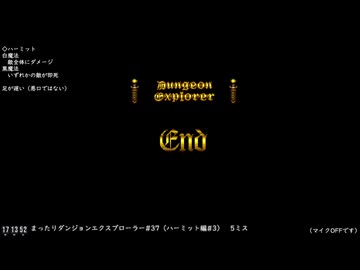 ◇ハーミット
白魔法
敵全体にダメージ
黒魔法
いずれかの敵が即死
足が遅い（悪口ではない）
Dungeon
Explorer
End
17 13 52
まったりダンジョンエクスプローラー#37（ハーミット編#3）　5ミス
（マイクOFFです）